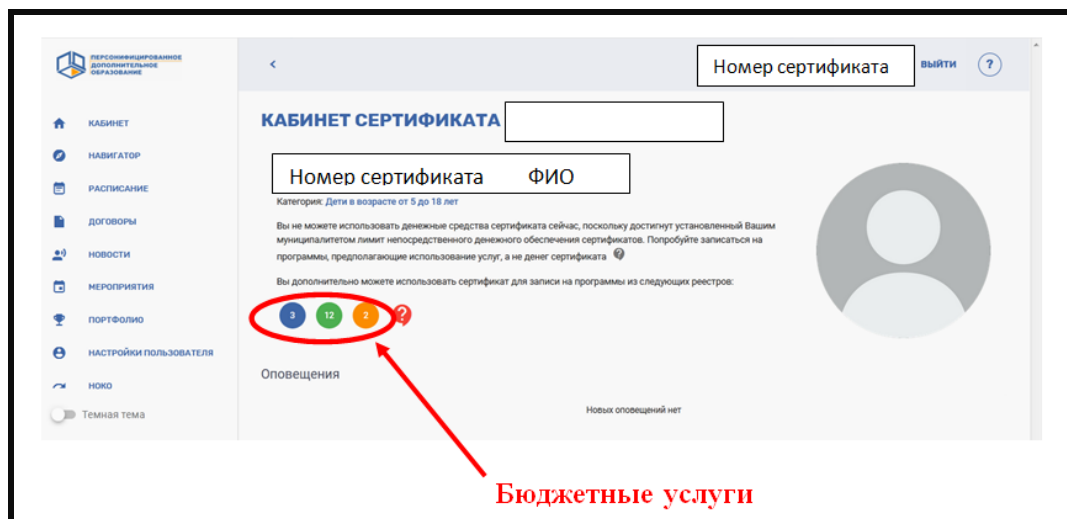 ПЕРСОНИФИЦИРОВАННОЕ
ДОПОЛНИТЕЛЬНОЕ
ОБРАЗОВАНИЕ
Номер сертификата
ВЫЙТИ
?
КАБИНЕТ
НАВИГАТОР
РАСПИСАНИЕ
ДОГОВОРЫ
НОВОСТИ
МЕРОПРИЯТИЯ
ПОРТФОЛИО
НАСТРОЙКИ ПОЛЬЗОВАТЕЛЯ
НОКО
Темная тема
КАБИНЕТ СЕРТИФИКАТА
Номер сертификата ФИО
Категория: Дети в возрасте от 5 до 18 лет
Вы не можете использовать денежные средства сертификата сейчас, поскольку достигнут установленный Вашим
муниципалитетом лимит непосредственного денежного обеспечения сертификатов. Попробуйте записаться на
программы, предполагающие использование услуг, а не денег сертификата ?
Вы дополнительно можете использовать сертификат для записи на программы из следующих реестров:
3 12 2 ?
Оповещения
Новых оповещений нет
Бюджетные услуги